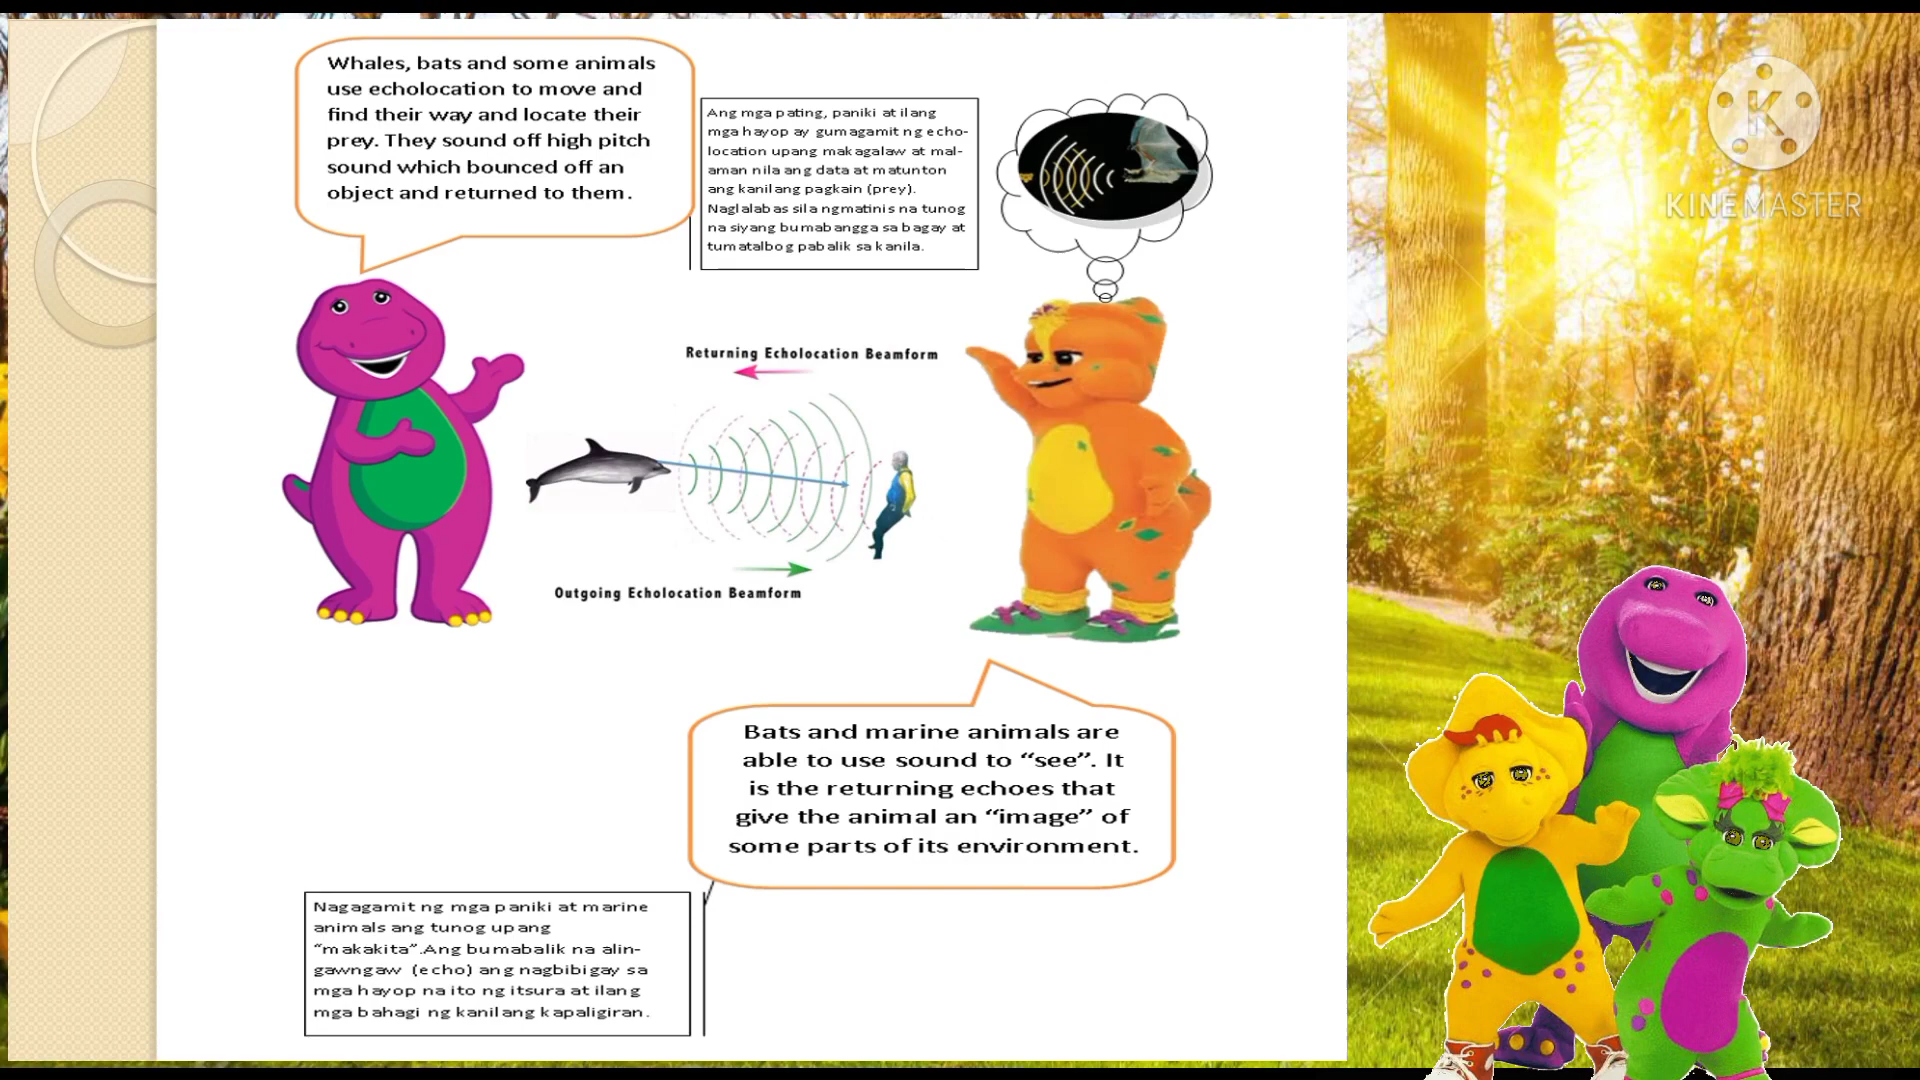 Whales, bats and some animals
use echolocation to move and
find their way and locate their
prey. They sound off high pitch
sound which bounced off an
object and returned to them.
Ang mga pating, paniki at ilang
mga hayop ay gumagamit ng echo-
location upang makagalaw at mal-
aman nila ang data at matunton
ang kanilang pagkain (prey).
Naglalabas sila ngmatinis na tunog
na siyang bumabangga sa bagay at
tumatalbog pabalik sa kanila.
K
KINEMASTER
Returning Echolocation Beamform
Outgoing Echolocation Beamform
Bats and marine animals are
able to use sound to “see”. It
is the returning echoes that
give the animal an “image” of
some parts of its environment.
Nagagamit ng mga paniki at marine
animals ang tunog upang
“makakita”.Ang bumabalik na alin-
gawngaw (echo) ang nagbibigay sa
mga hayop na ito ng itsura at ilang
mga bahagi ng kanilang kapaligiran.